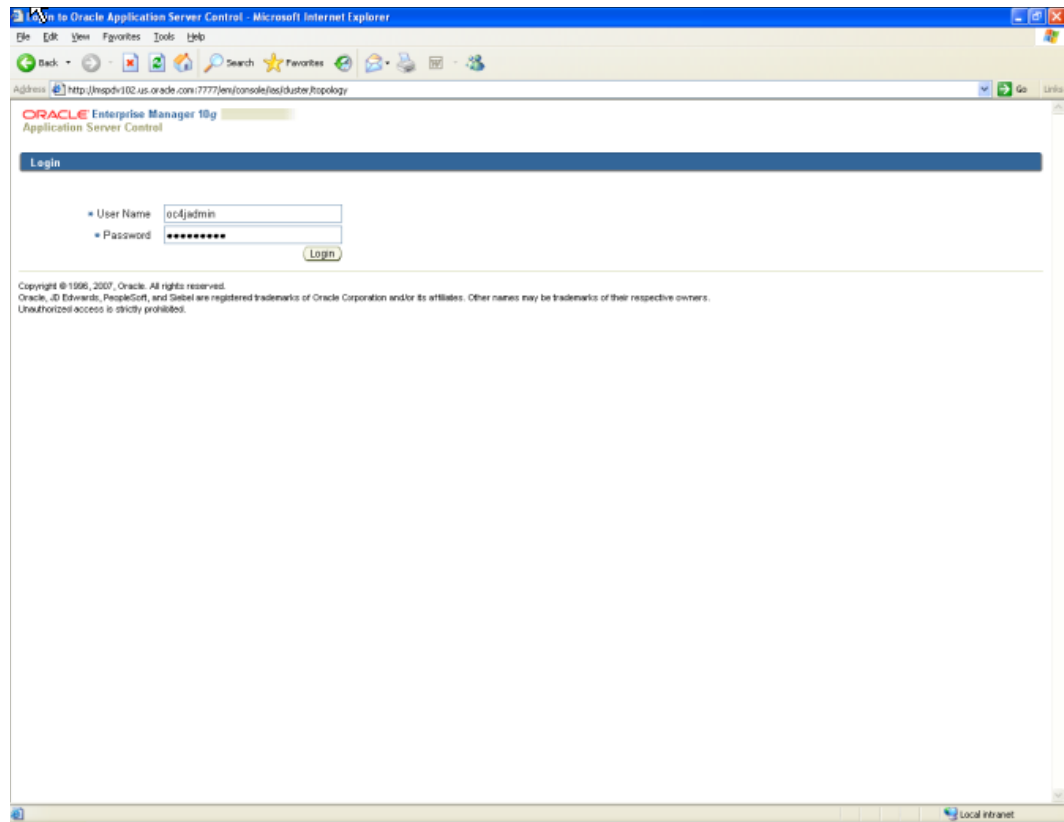 Login to Oracle Application Server Control - Microsoft Internet Explorer
File Edit View Favorites Tools Help
Back Search Favorites
Address http://mspdv102.us.oracle.com:7777/em/console/ias/cluster/topology Go Links
ORACLE Enterprise Manager 10g
Application Server Control
Login
* User Name oc4jadmin
* Password •••••••••
Login
Copyright © 1996, 2007, Oracle. All rights reserved.
Oracle, JD Edwards, PeopleSoft, and Siebel are registered trademarks of Oracle Corporation and/or its affiliates. Other names may be trademarks of their respective owners.
Unauthorized access is strictly prohibited.
Local intranet